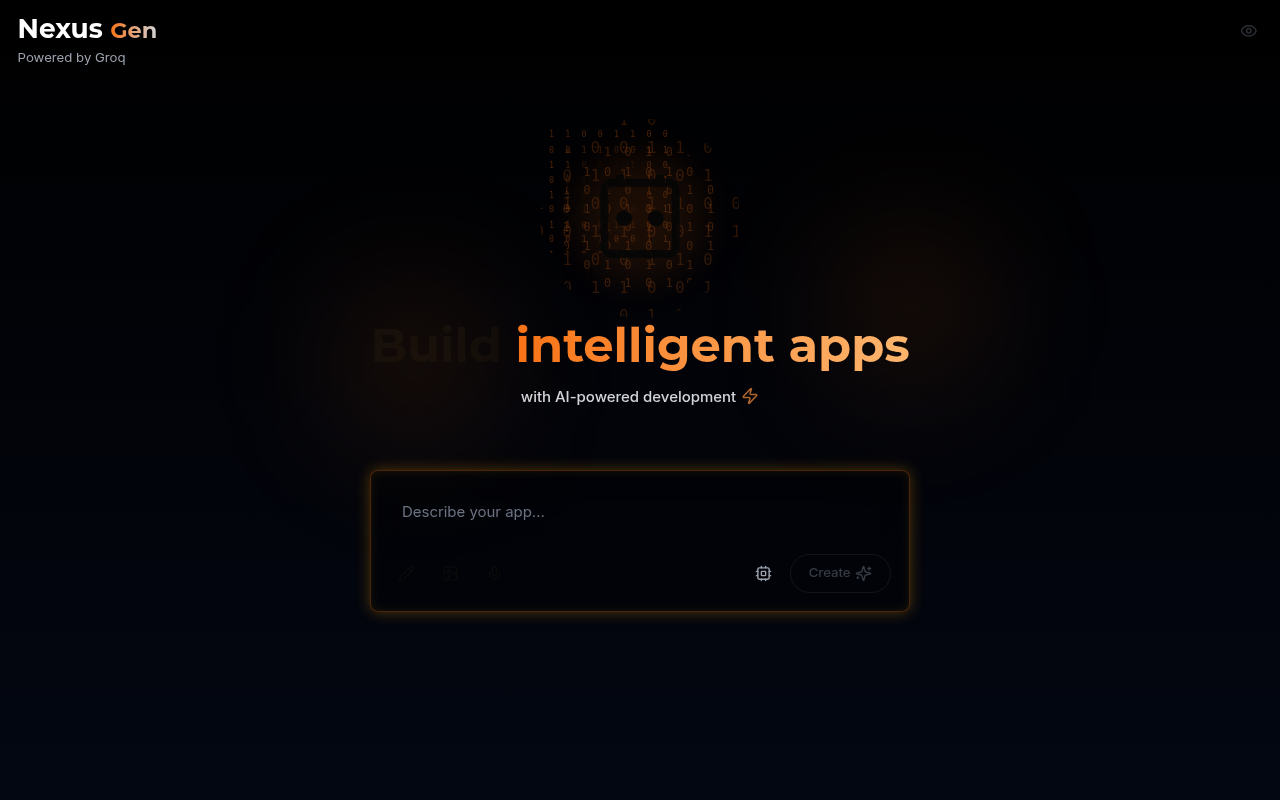 Nexus Gen
Powered by Groq
Build intelligent apps
with AI-powered development
Describe your app...
Create